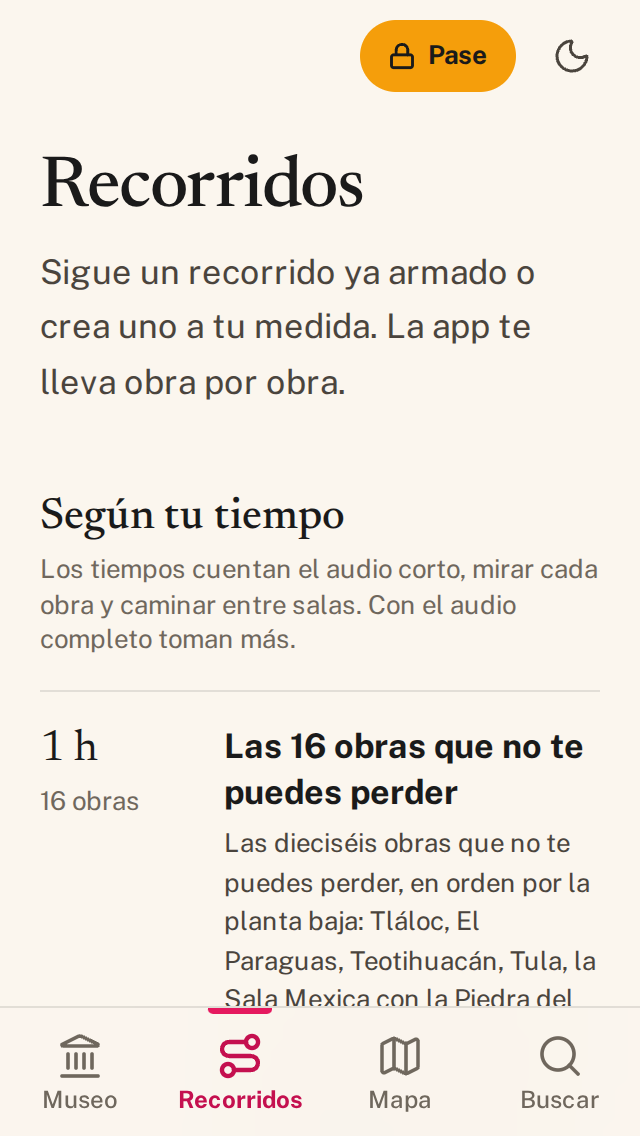 Pase
Recorridos
Sigue un recorrido ya armado o
crea uno a tu medida. La app te
lleva obra por obra.
Según tu tiempo
Los tiempos cuentan el audio corto, mirar cada
obra y caminar entre salas. Con el audio
completo toman más.
1 h
16 obras
Las 16 obras que no te
puedes perder
Las dieciséis obras que no te
puedes perder, en orden por la
planta baja: Tláloc, El
Paraguas, Teotihuacán, Tula, la
Sala Mexica con la Piedra del
Museo
Recorridos
Mapa
Buscar